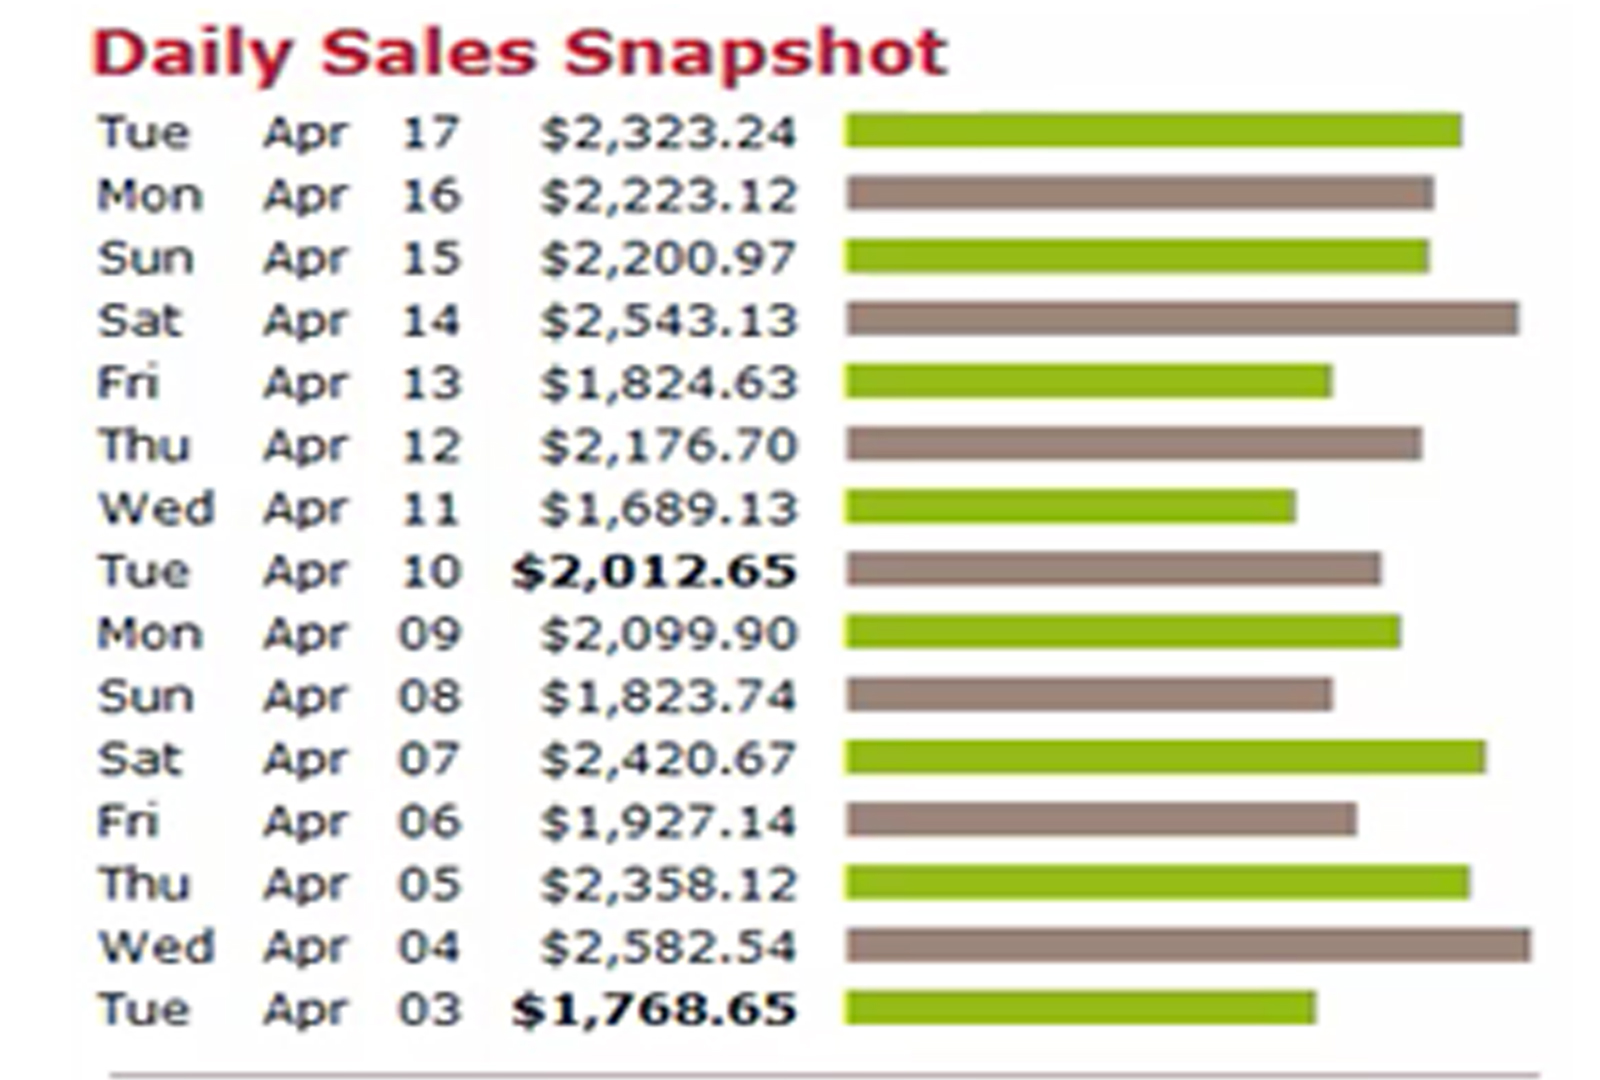 Daily Sales Snapshot
Tue Apr 17 $2,323.24
Mon Apr 16 $2,223.12
Sun Apr 15 $2,200.97
Sat Apr 14 $2,543.13
Fri Apr 13 $1,824.63
Thu Apr 12 $2,176.70
Wed Apr 11 $1,689.13
Tue Apr 10 $2,012.65
Mon Apr 09 $2,099.90
Sun Apr 08 $1,823.74
Sat Apr 07 $2,420.67
Fri Apr 06 $1,927.14
Thu Apr 05 $2,358.12
Wed Apr 04 $2,582.54
Tue Apr 03 $1,768.65